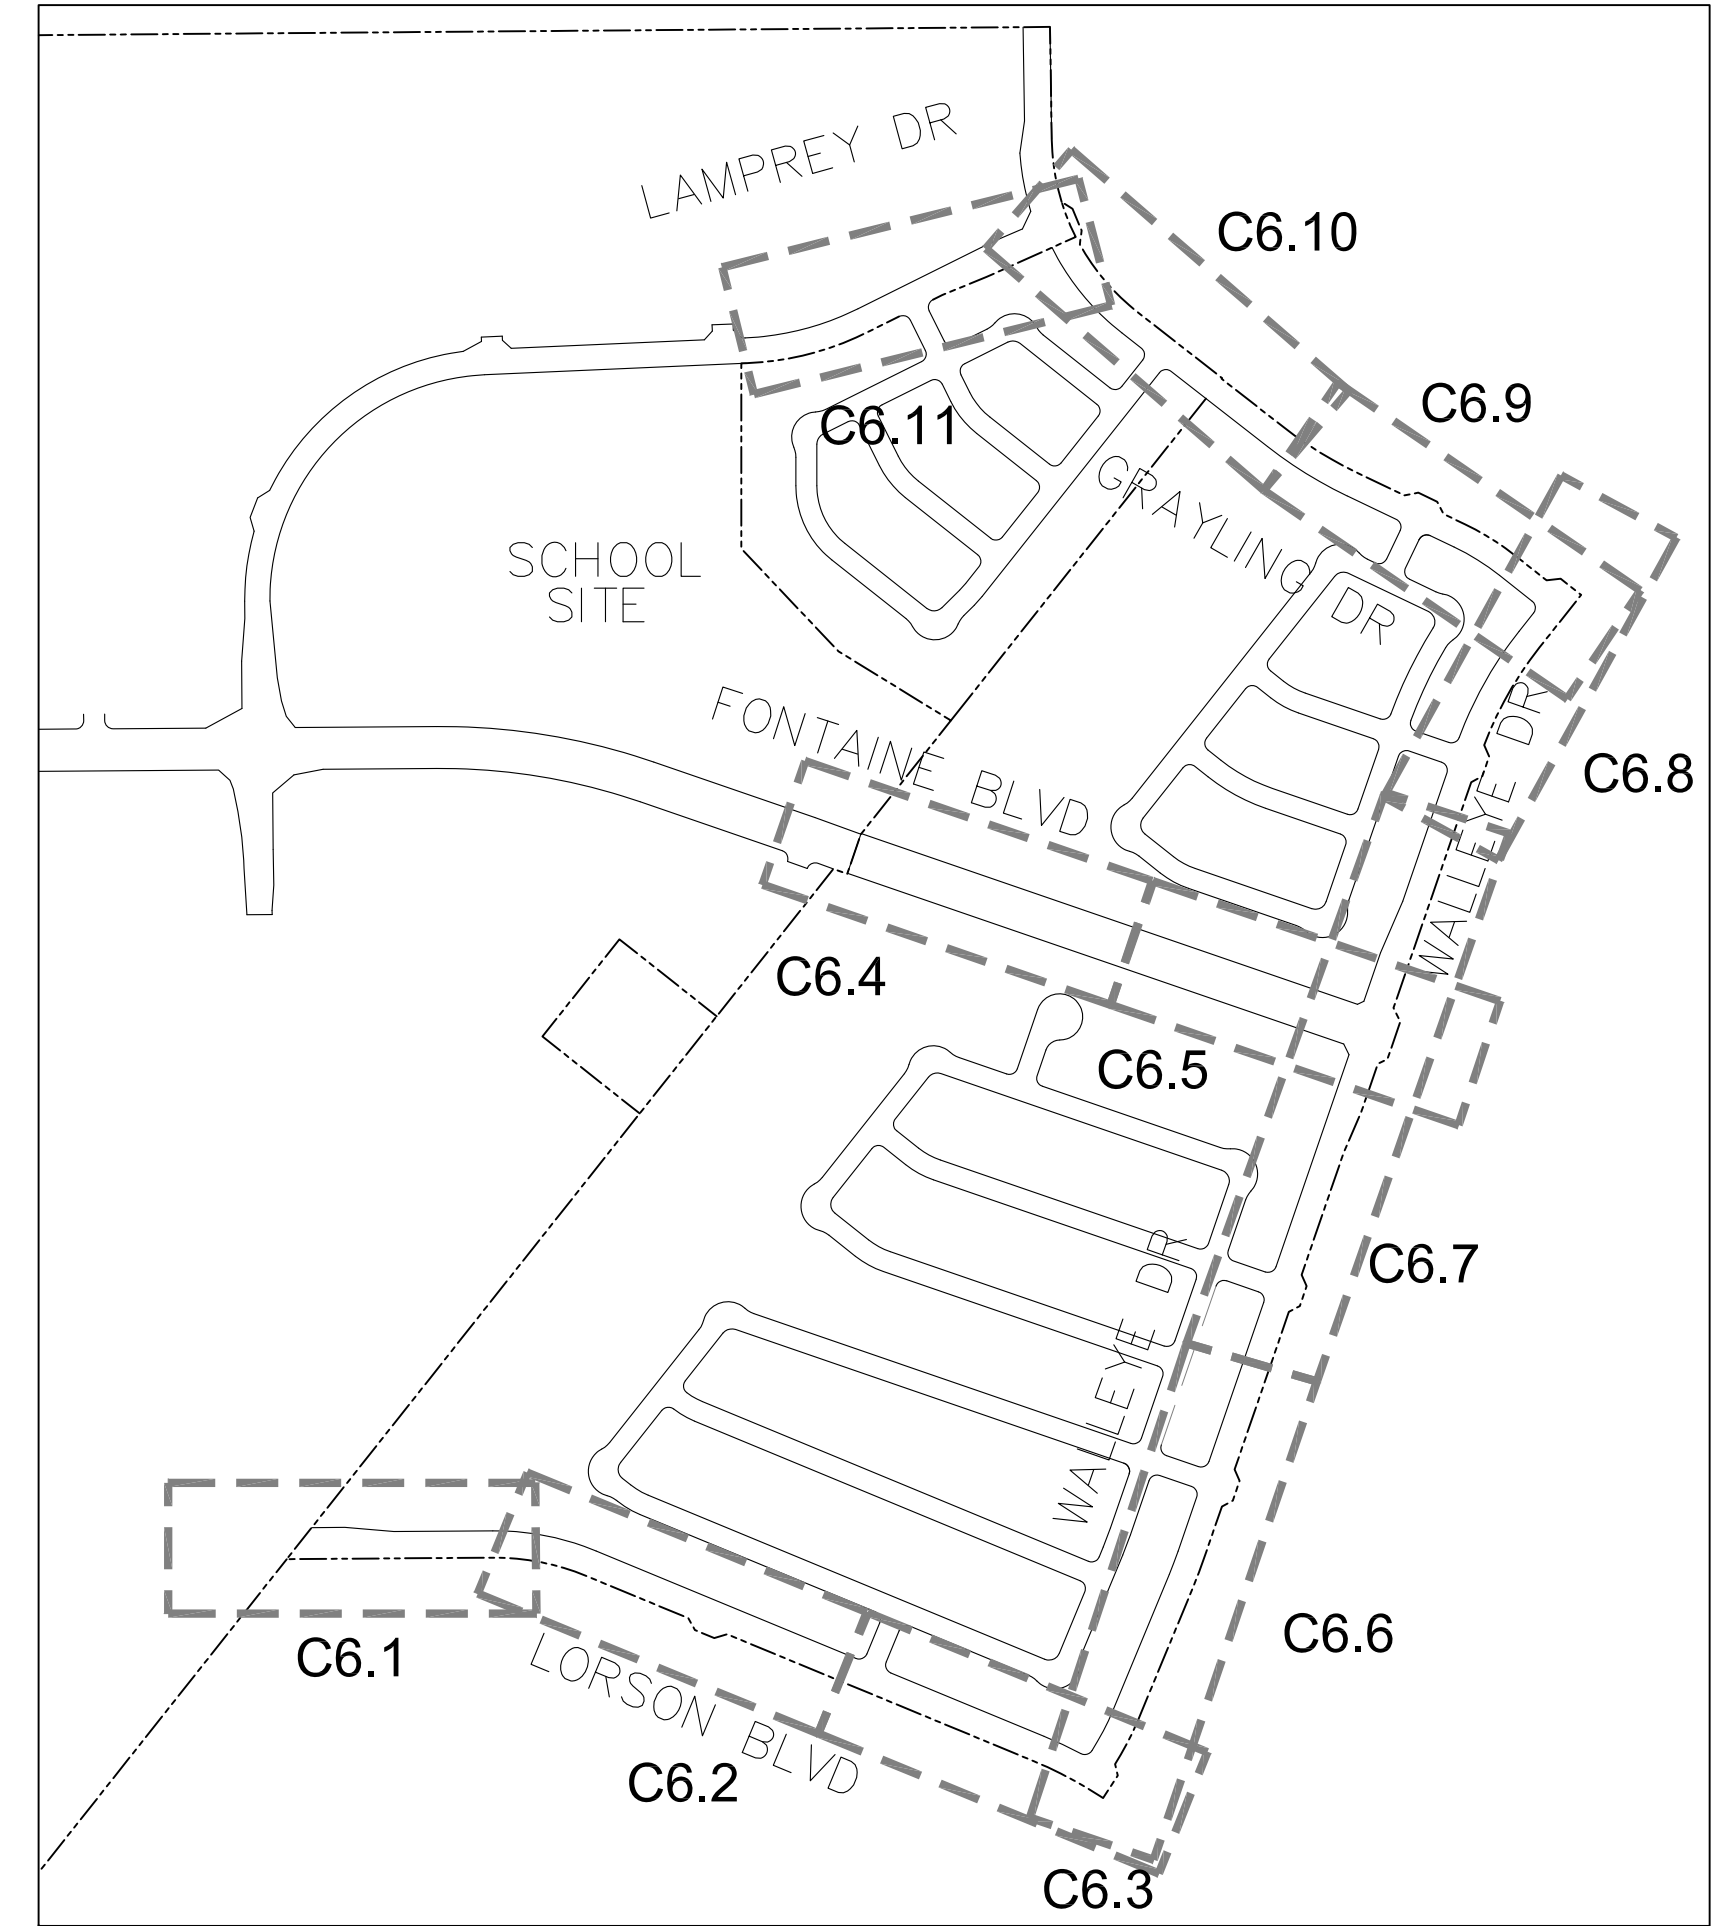 LAMPREY DR
C6.10
C6.9
C6.11
GRAYLING DR
SCHOOL
SITE
FONTAINE BLVD
WALLEYE DR
C6.8
C6.4
C6.5
C6.7
WALLEYE DR
C6.1
LORSON BLVD
C6.6
C6.2
C6.3